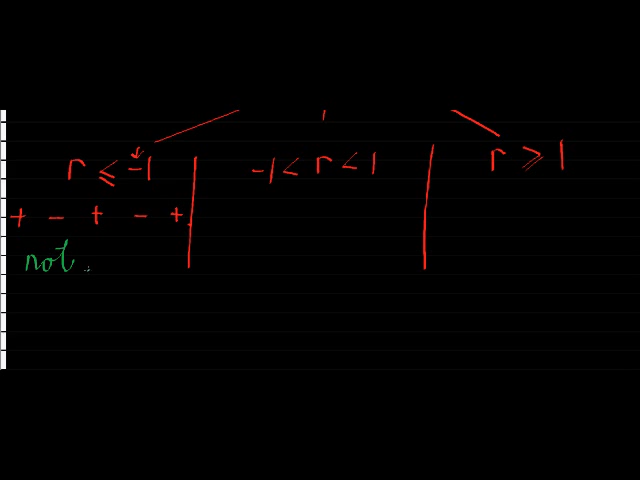 r ≤ -1
-1 < r < 1
r ≥ 1
+ - + - +
not